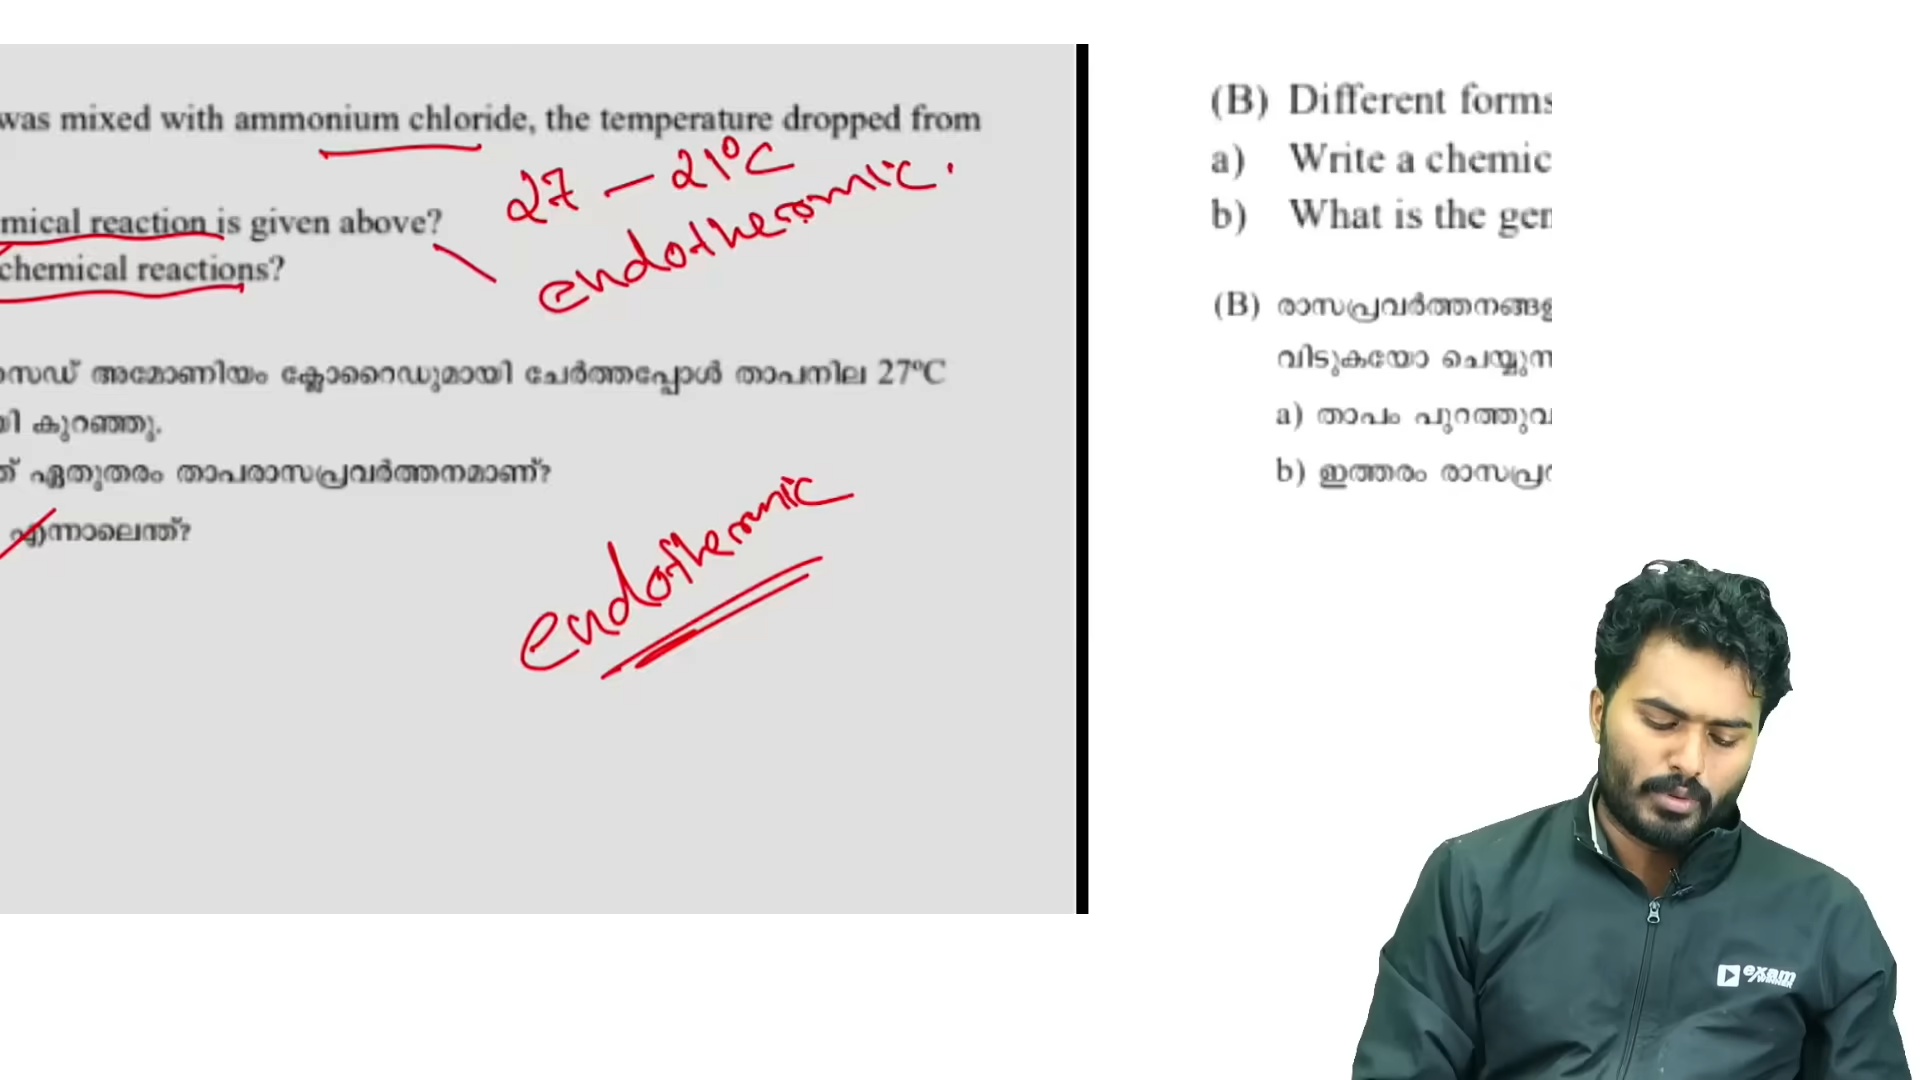 was mixed with ammonium chloride, the temperature dropped from
27 – 21°C
mical reaction is given above?
endothermic.
chemical reactions?
സൈഡ് അമോണിയം ക്ലോറൈഡുമായി ചേർത്തപ്പോൾ താപനില 27°C
യി കുറഞ്ഞു.
ത് ഏതുതരം താപരാസപ്രവർത്തനമാണ്?
എന്നാലെന്ത്?
endothermic
(B) Different forms
a) Write a chemic
b) What is the gen
(B) രാസപ്രവർത്തനങ്ങള
വിടുകയോ ചെയ്യുന
a) താപം പുറത്തുവ
b) ഇത്തരം രാസപ്ര
exam
WINNER